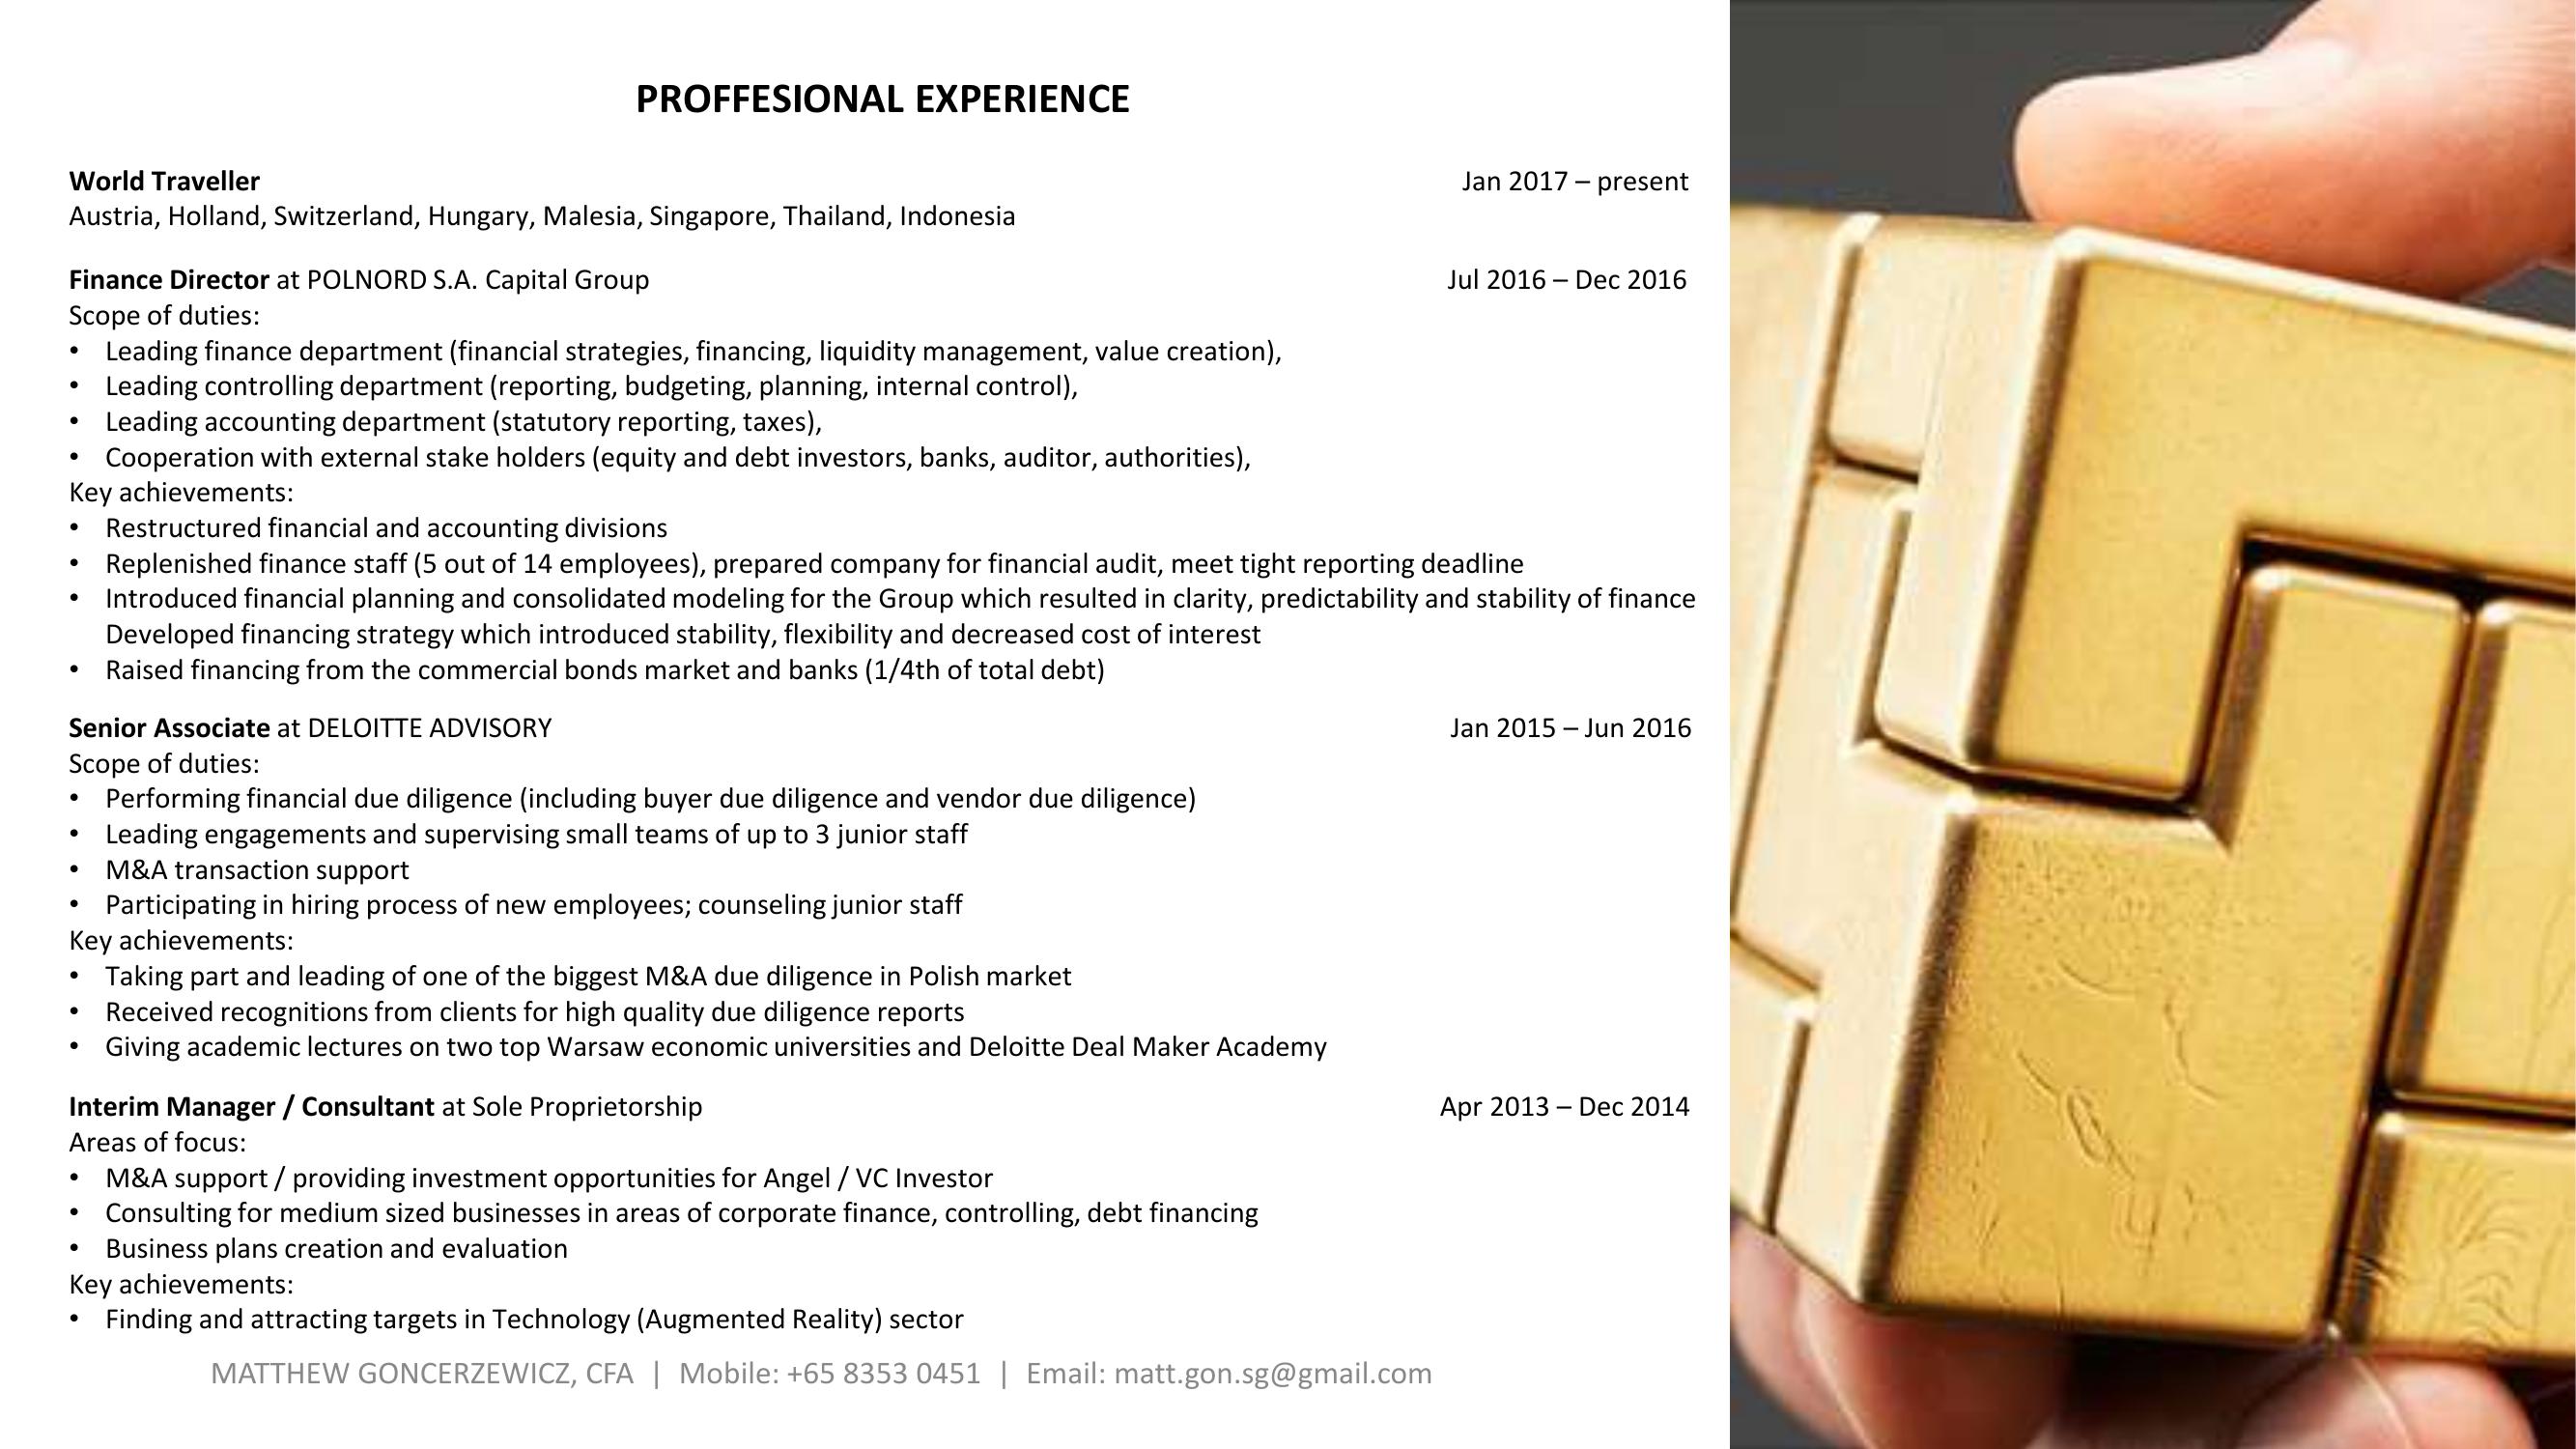 PROFFESIONAL EXPERIENCE
World Traveller Jan 2017 – present
Austria, Holland, Switzerland, Hungary, Malesia, Singapore, Thailand, Indonesia
Finance Director at POLNORD S.A. Capital Group Jul 2016 – Dec 2016
Scope of duties:
• Leading finance department (financial strategies, financing, liquidity management, value creation),
• Leading controlling department (reporting, budgeting, planning, internal control),
• Leading accounting department (statutory reporting, taxes),
• Cooperation with external stake holders (equity and debt investors, banks, auditor, authorities),
Key achievements:
• Restructured financial and accounting divisions
• Replenished finance staff (5 out of 14 employees), prepared company for financial audit, meet tight reporting deadline
• Introduced financial planning and consolidated modeling for the Group which resulted in clarity, predictability and stability of finance
Developed financing strategy which introduced stability, flexibility and decreased cost of interest
• Raised financing from the commercial bonds market and banks (1/4th of total debt)
Senior Associate at DELOITTE ADVISORY Jan 2015 – Jun 2016
Scope of duties:
• Performing financial due diligence (including buyer due diligence and vendor due diligence)
• Leading engagements and supervising small teams of up to 3 junior staff
• M&A transaction support
• Participating in hiring process of new employees; counseling junior staff
Key achievements:
• Taking part and leading of one of the biggest M&A due diligence in Polish market
• Received recognitions from clients for high quality due diligence reports
• Giving academic lectures on two top Warsaw economic universities and Deloitte Deal Maker Academy
Interim Manager / Consultant at Sole Proprietorship Apr 2013 – Dec 2014
Areas of focus:
• M&A support / providing investment opportunities for Angel / VC Investor
• Consulting for medium sized businesses in areas of corporate finance, controlling, debt financing
• Business plans creation and evaluation
Key achievements:
• Finding and attracting targets in Technology (Augmented Reality) sector
MATTHEW GONCERZEWICZ, CFA | Mobile: +65 8353 0451 | Email: matt.gon.sg@gmail.com